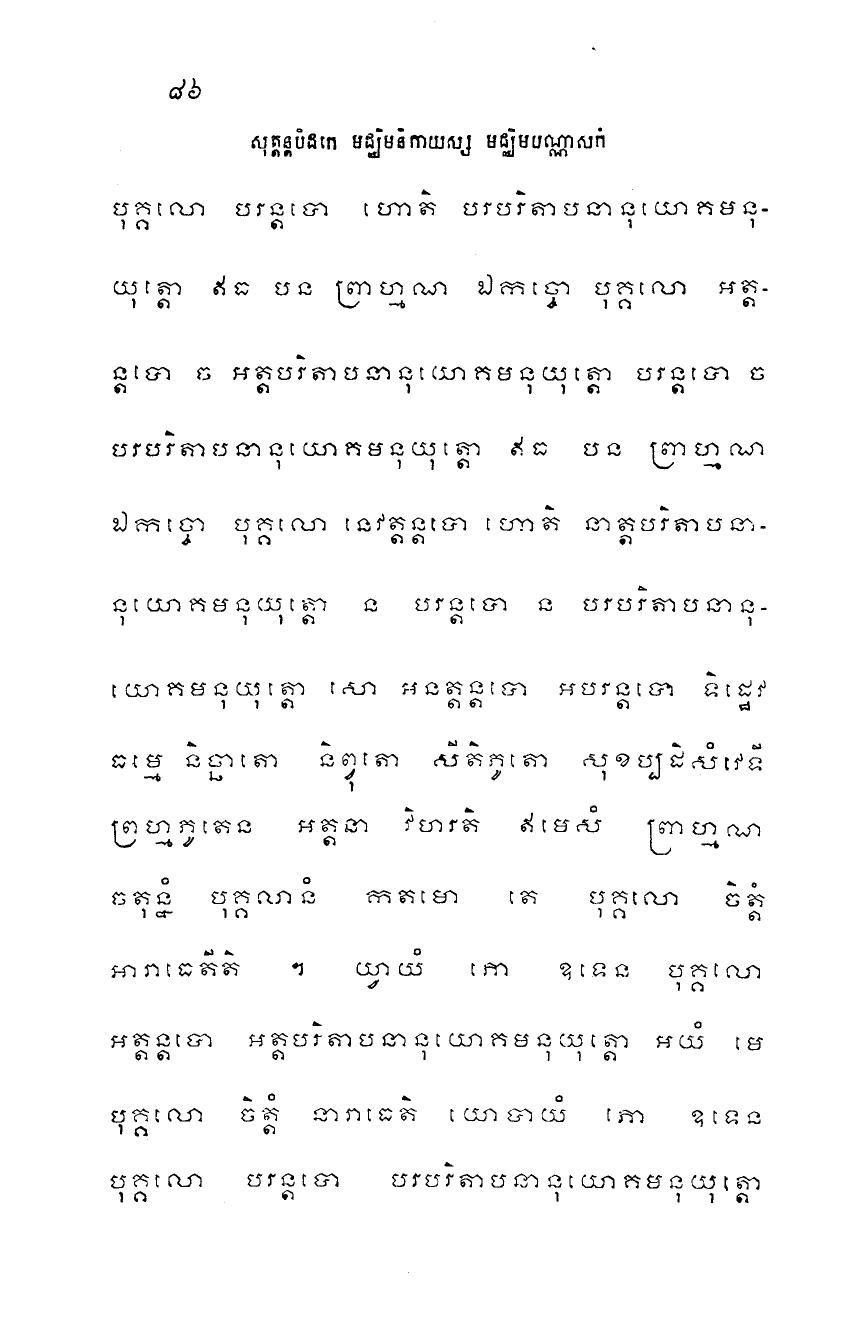 ៨៦
សុត្តន្តបិដកេ មជ្ឈិមនិកាយស្ស មជ្ឈិមបណ្ណាសកំ
បុគ្គលោ បរន្តបោ ហោតិ បរបរិតាបនានុយោគមនុ-
យុត្តោ ឥធ បន ព្រាហ្មណ ឯកច្ចោ បុគ្គលោ អត្ត-
ន្តបោ ច អត្តបរិតាបនានុយោគមនុយុត្តោ បរន្តបោ ច
បរបរិតាបនានុយោគមនុយុត្តោ ឥធ បន ព្រាហ្មណ
ឯកច្ចោ បុគ្គលោ នេវត្តន្តបោ ហោតិ នាត្តបរិតាបនា-
នុយោគមនុយុត្តោ ន បរន្តបោ ន បរបរិតាបនានុ-
យោគមនុយុត្តោ សោ អនត្តន្តបោ អបរន្តបោ ទិដ្ឋេវ
ធម្មេ និច្ឆាតោ និព្វុតោ សីតិភូតោ សុខប្បដិសំវេទី
ព្រហ្មភូតេន អត្តនា វិហរតិ ឥមេសំ ព្រាហ្មណ
ចតុន្នំ បុគ្គលានំ កតមោ តេ បុគ្គលោ ចិត្តំ
អារាធេតីតិ ។ យ្វាយំ ភោ ឧទេន បុគ្គលោ
អត្តន្តបោ អត្តបរិតាបនានុយោគមនុយុត្តោ អយំ មេ
បុគ្គលោ ចិត្តំ នារាធេតិ យោបាយំ ភោ ឧទេន
បុគ្គលោ បរន្តបោ បរបរិតាបនានុយោគមនុយុត្តោ